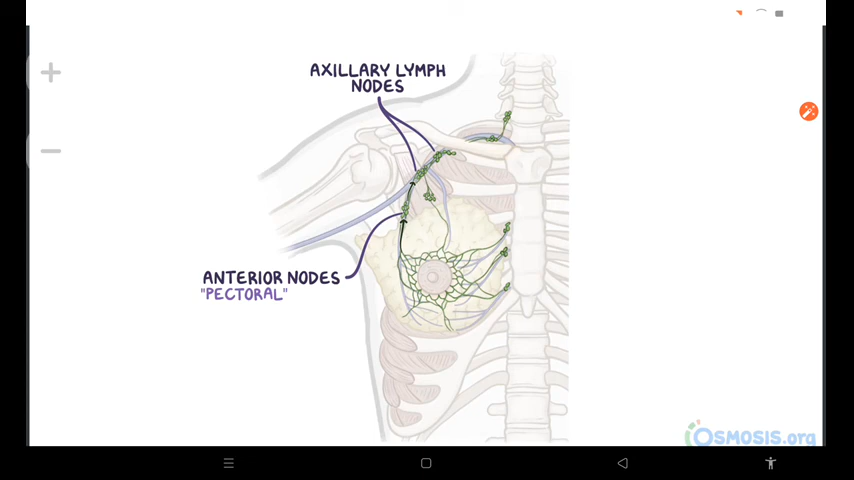 AXILLARY LYMPH
NODES
ANTERIOR NODES
"PECTORAL"
OSMOSIS.org